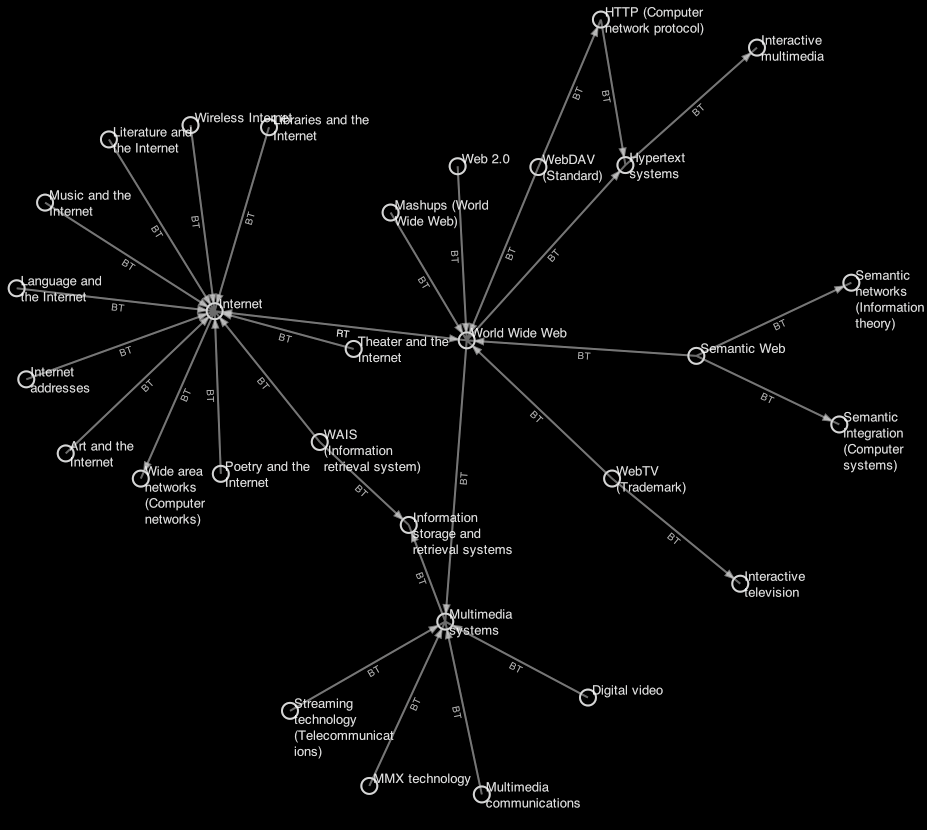 HTTP (Computer
network protocol)
Interactive
multimedia
BT
BT
BT
Wireless Internet
Libraries and the
Internet
Literature and
the Internet
Web 2.0
WebDAV
(Standard)
Hypertext
systems
Music and the
Internet
Mashups (World
Wide Web)
BT
BT
BT
BT
BT
BT
BT
BT
Language and
the Internet
BT
BT
Semantic
networks
(Information
theory)
Internet
World Wide Web
RT
BT
Theater and the
Internet
BT
Semantic Web
BT
BT
Internet
addresses
BT
BT
BT
BT
BT
BT
BT
Semantic
integration
(Computer
systems)
Art and the
Internet
WAIS
(Information
retrieval system)
Wide area
networks
(Computer
networks)
Poetry and the
Internet
BT
BT
WebTV
(Trademark)
Information
storage and
retrieval systems
BT
BT
Interactive
television
Multimedia
systems
BT
BT
Digital video
Streaming
technology
(Telecommunicat
ions)
BT
BT
MMX technology
Multimedia
communications